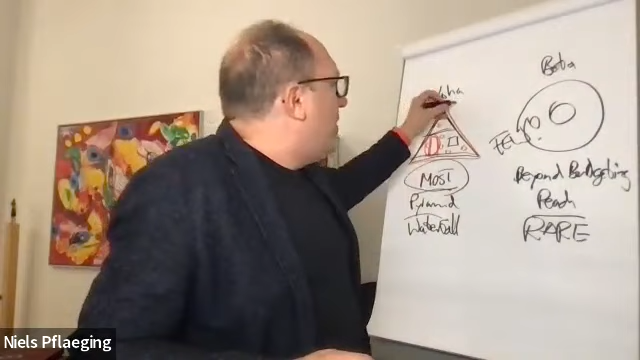 Alpha
MOST
Pyramid
Waterfall
Beta
Beyond Budgeting
Peach
RARE
Niels Pflaeging